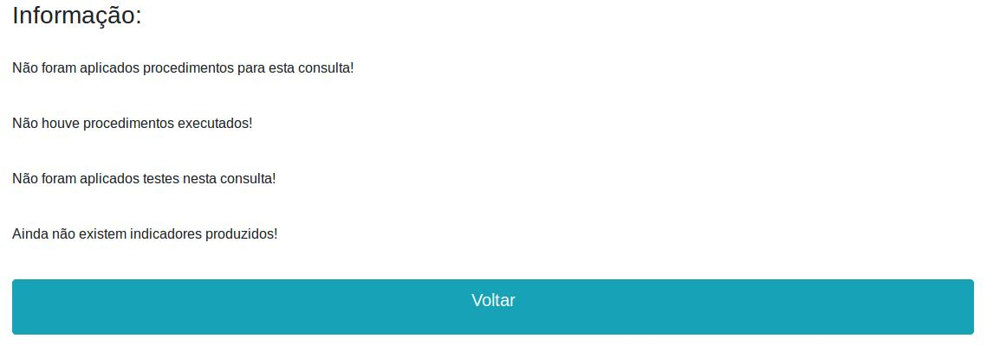 Informação:
Não foram aplicados procedimentos para esta consulta!
Não houve procedimentos executados!
Não foram aplicados testes nesta consulta!
Ainda não existem indicadores produzidos!
Voltar